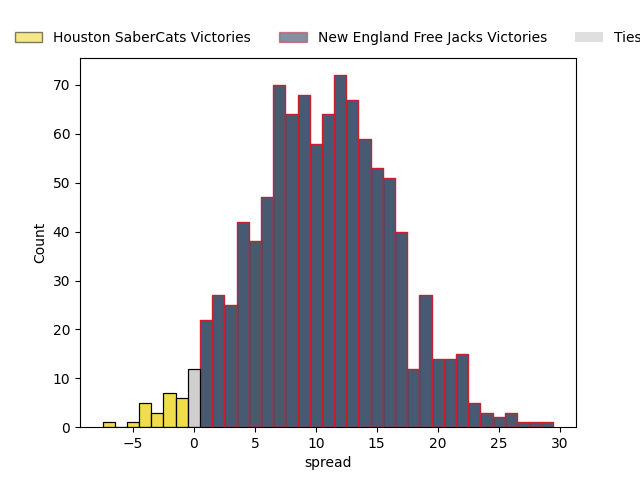 Houston SaberCats Victories New England Free Jacks Victories Ties
70
60
50
40
30
20
10
0
Count
−5 0 5 10 15 20 25 30
spread